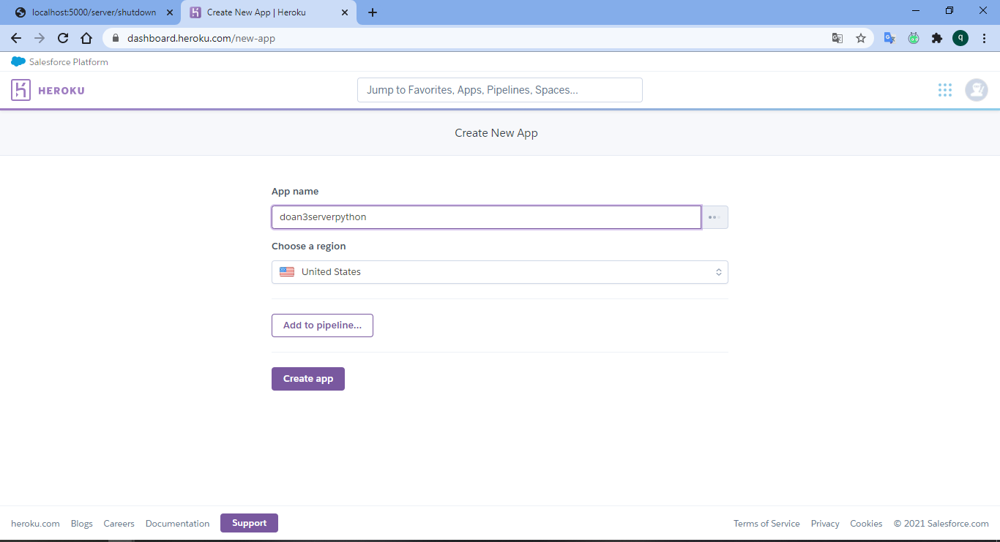 localhost:5000/server/shutdown
Create New App | Heroku
dashboard.heroku.com/new-app
q
Salesforce Platform
HEROKU
Jump to Favorites, Apps, Pipelines, Spaces...
Create New App
App name
doan3serverpython
Choose a region
United States
Add to pipeline...
Create app
heroku.com Blogs Careers Documentation Support Terms of Service Privacy Cookies © 2021 Salesforce.com